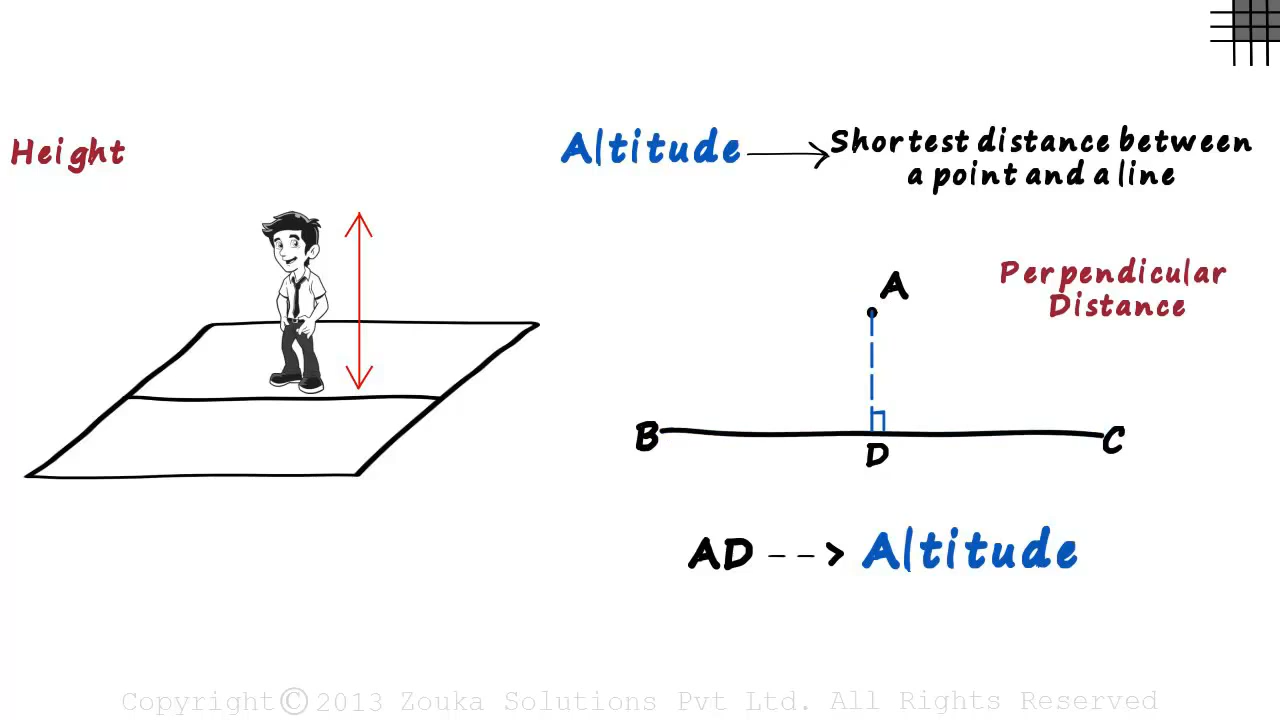 Height
Altitude
Shortest distance between
a point and a line
Perpendicular
Distance
A
B
D
C
AD --> Altitude
Copyright© 2013 Zouka Solutions Pvt Ltd. All Rights Reserved